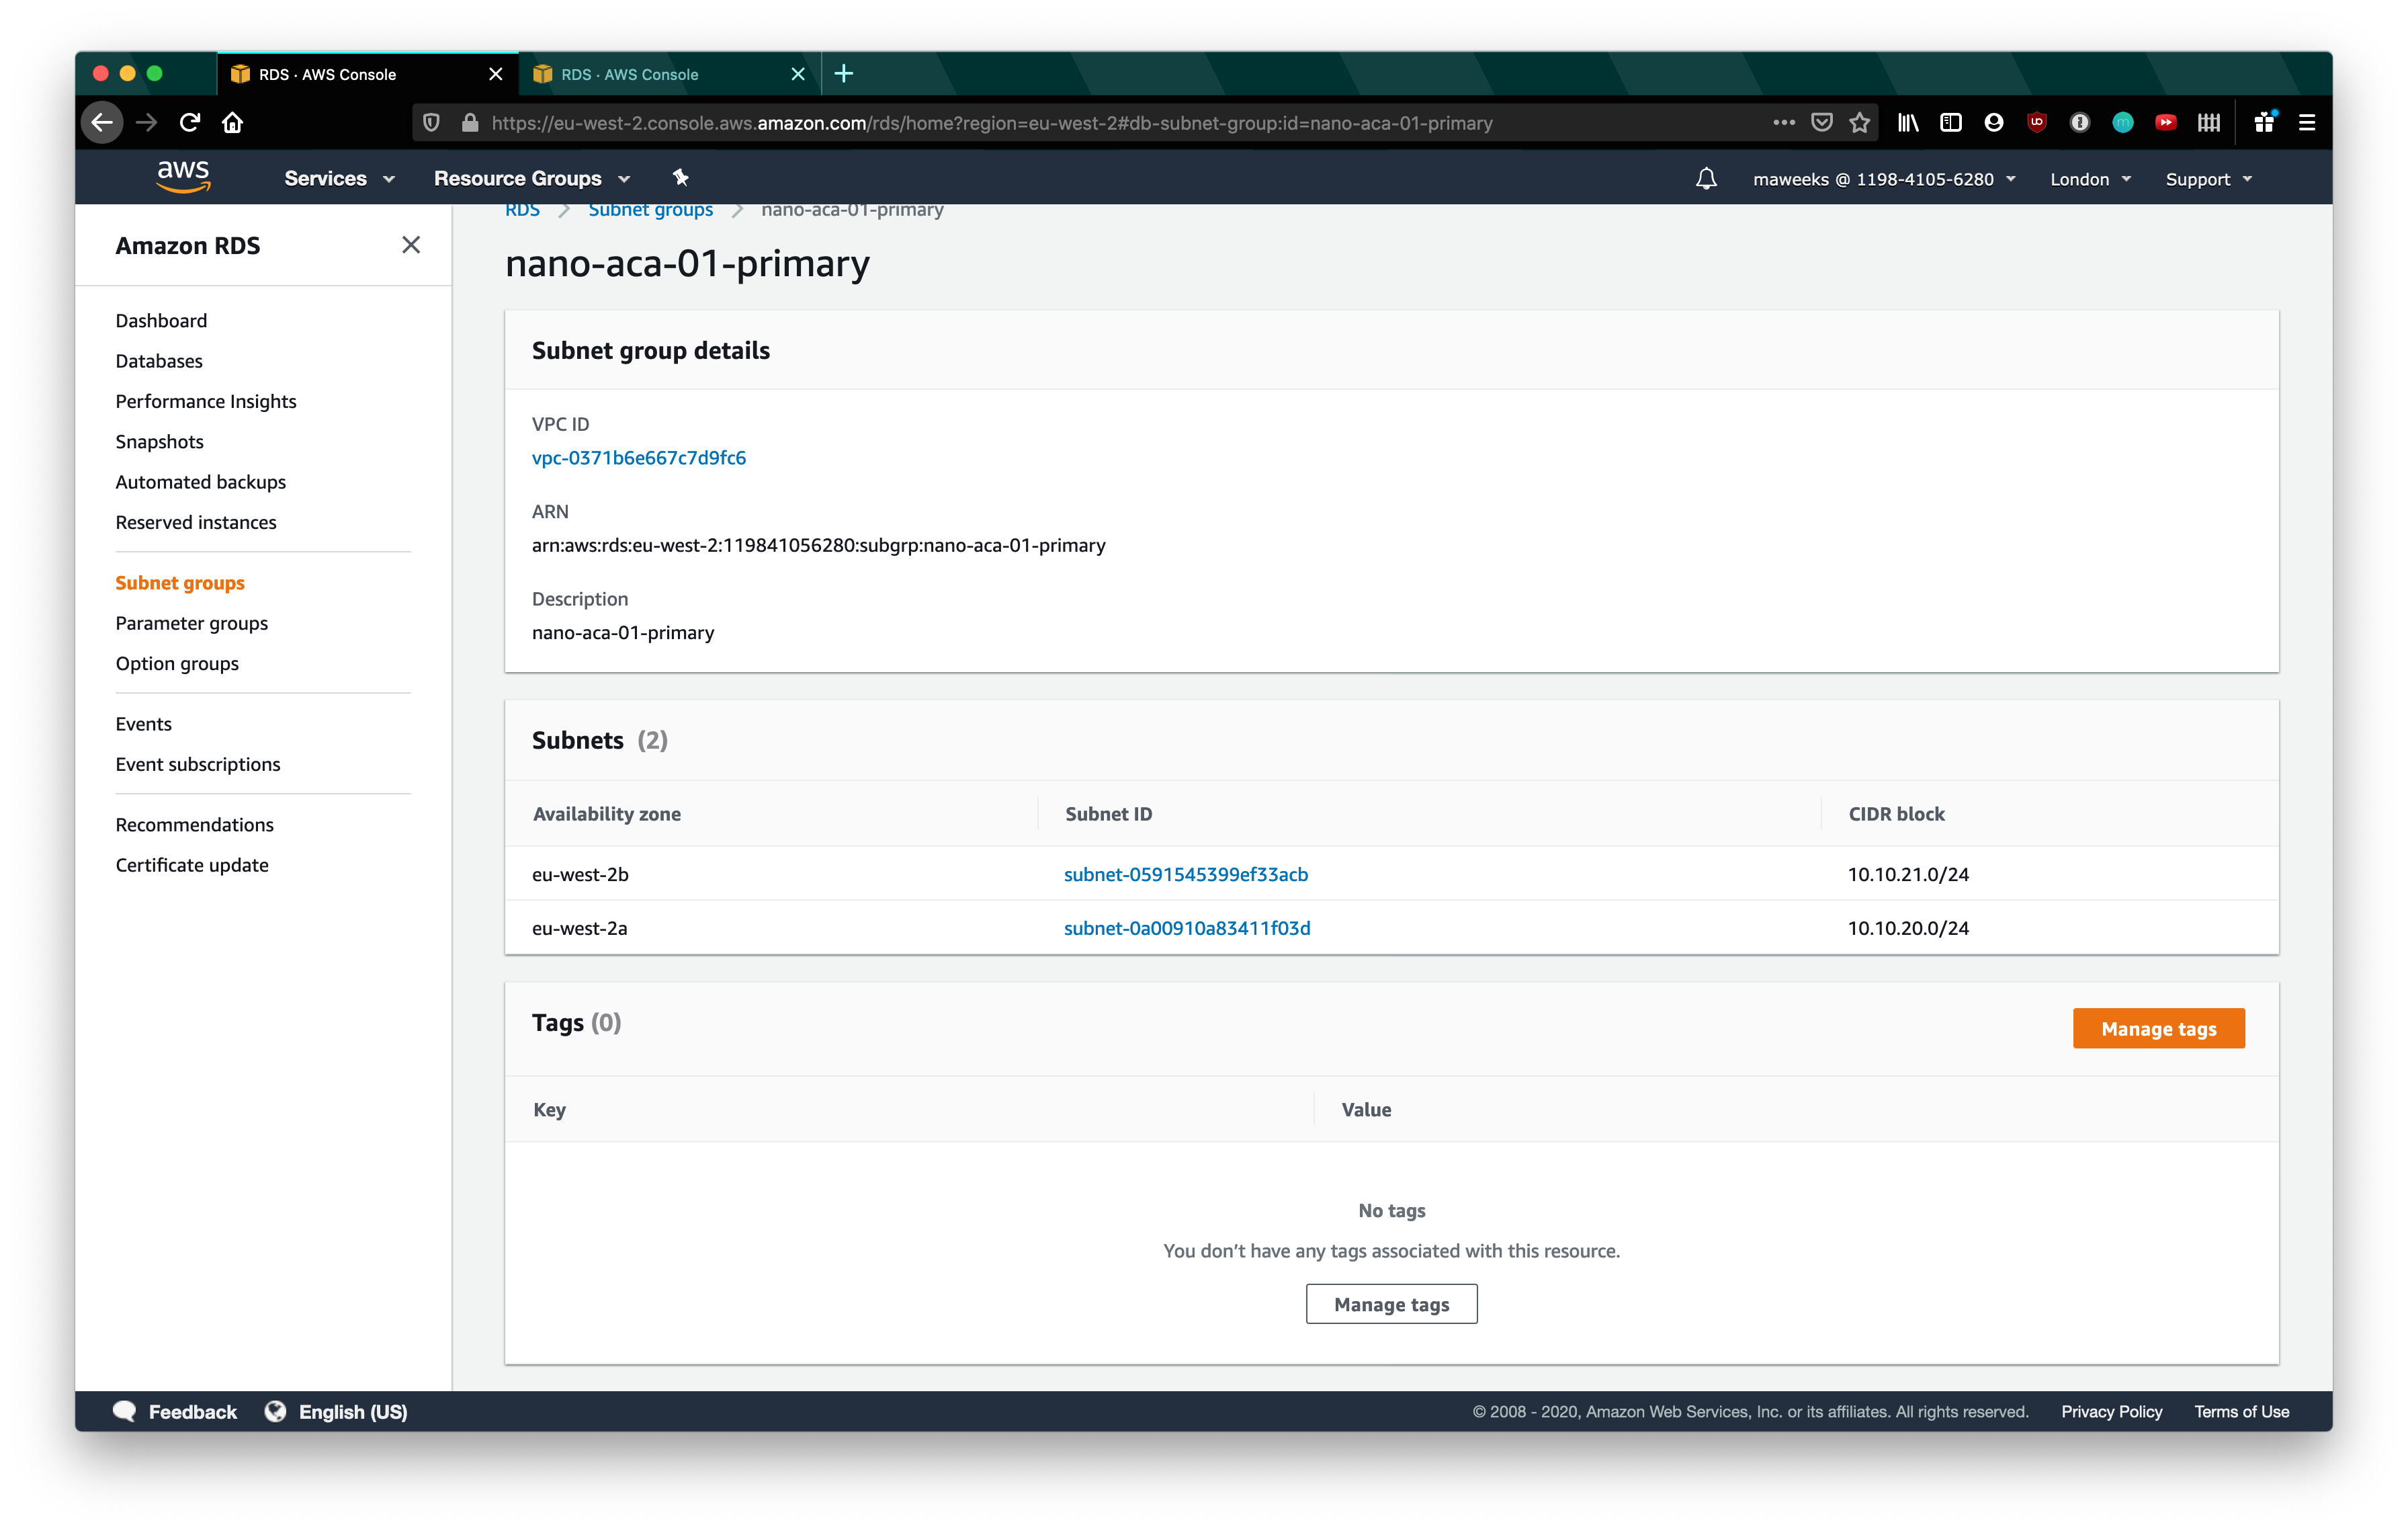 RDS · AWS Console
RDS · AWS Console
https://eu-west-2.console.aws.amazon.com/rds/home?region=eu-west-2#db-subnet-group:id=nano-aca-01-primary
aws
Services
Resource Groups
maweeks @ 1198-4105-6280
London
Support
Amazon RDS
Dashboard
Databases
Performance Insights
Snapshots
Automated backups
Reserved instances
Subnet groups
Parameter groups
Option groups
Events
Event subscriptions
Recommendations
Certificate update
RDS > Subnet groups > nano-aca-01-primary
nano-aca-01-primary
Subnet group details
VPC ID
vpc-0371b6e667c7d9fc6
ARN
arn:aws:rds:eu-west-2:119841056280:subgrp:nano-aca-01-primary
Description
nano-aca-01-primary
Subnets (2)
Availability zone Subnet ID CIDR block
eu-west-2b subnet-0591545399ef33acb 10.10.21.0/24
eu-west-2a subnet-0a00910a83411f03d 10.10.20.0/24
Tags (0)
Manage tags
Key Value
No tags
You don’t have any tags associated with this resource.
Manage tags
Feedback
English (US)
© 2008 - 2020, Amazon Web Services, Inc. or its affiliates. All rights reserved.
Privacy Policy
Terms of Use